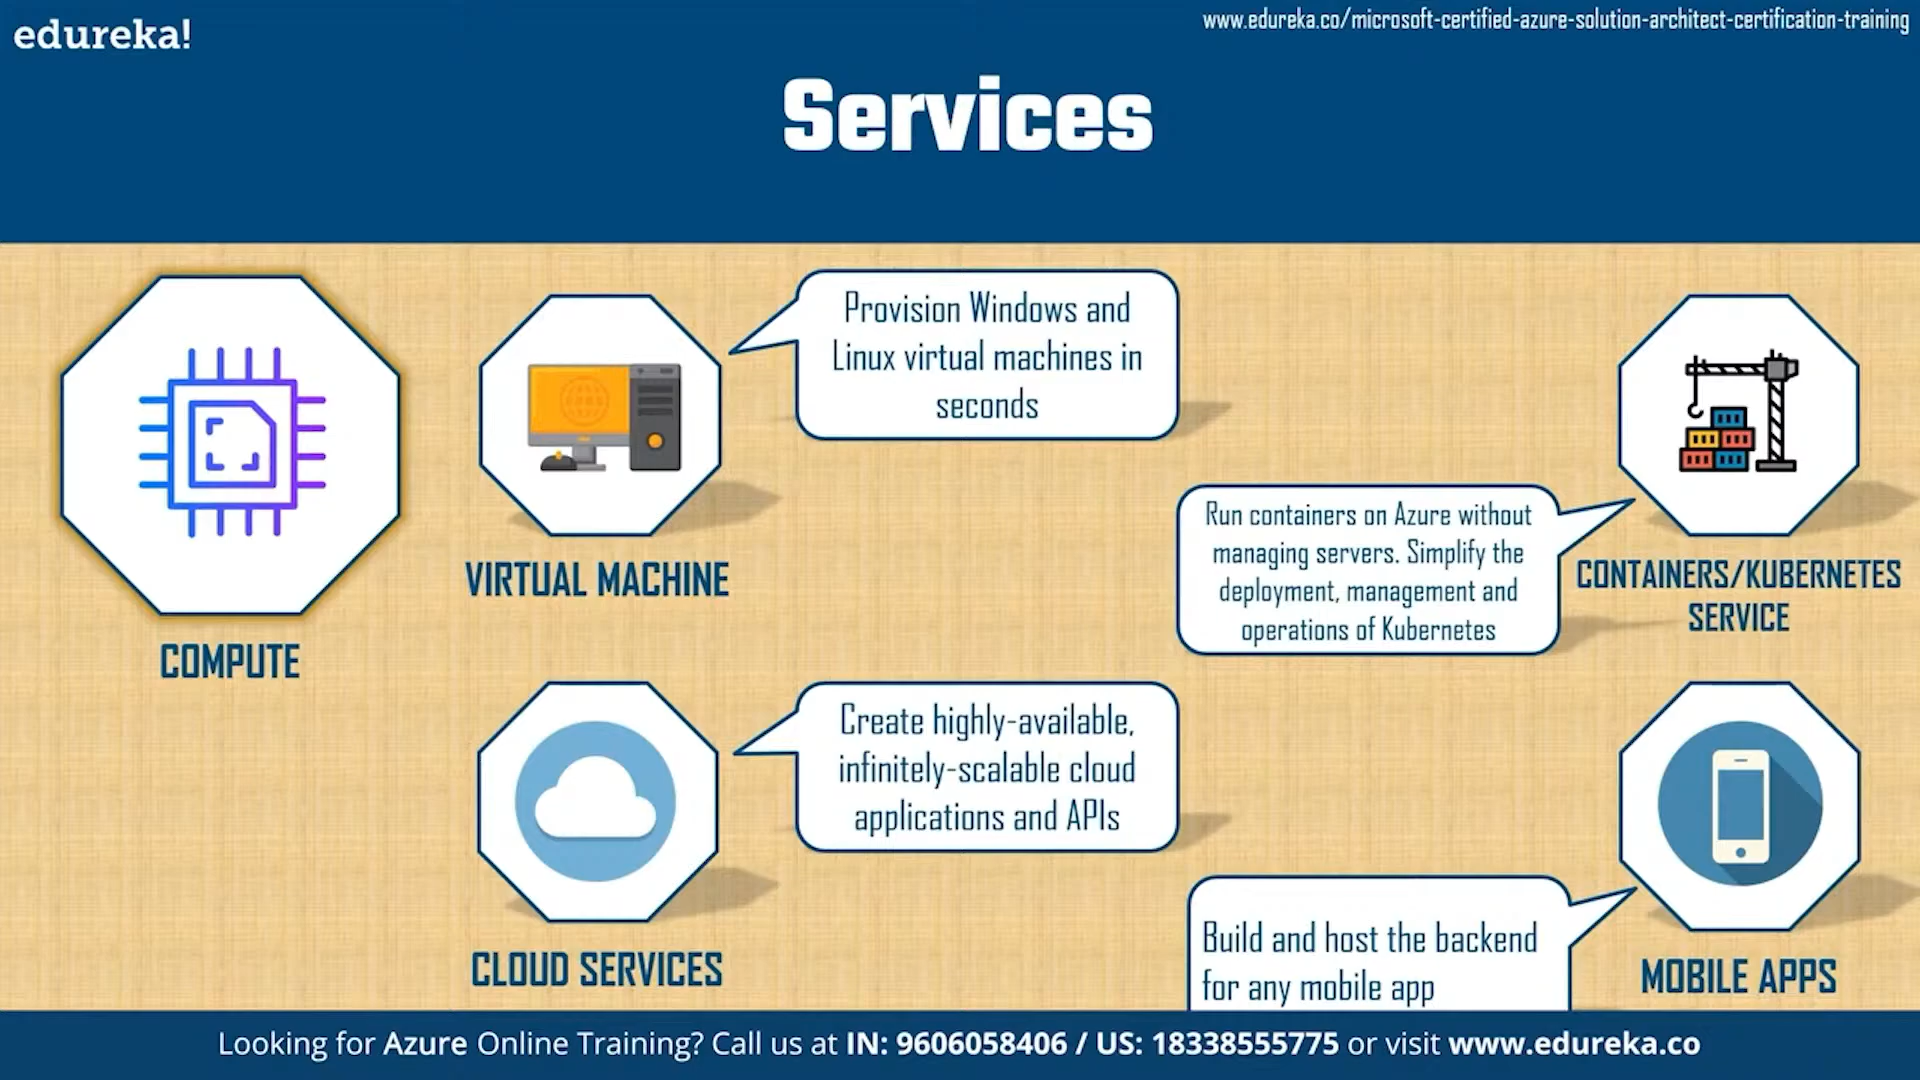 edureka!
www.edureka.co/microsoft-certified-azure-solution-architect-certification-training
Services
COMPUTE
VIRTUAL MACHINE
Provision Windows and
Linux virtual machines in
seconds
Run containers on Azure without
managing servers. Simplify the
deployment, management and
operations of Kubernetes
CONTAINERS/KUBERNETES
SERVICE
CLOUD SERVICES
Create highly-available,
infinitely-scalable cloud
applications and APIs
Build and host the backend
for any mobile app
MOBILE APPS
Looking for Azure Online Training? Call us at IN: 9606058406 / US: 18338555775 or visit www.edureka.co